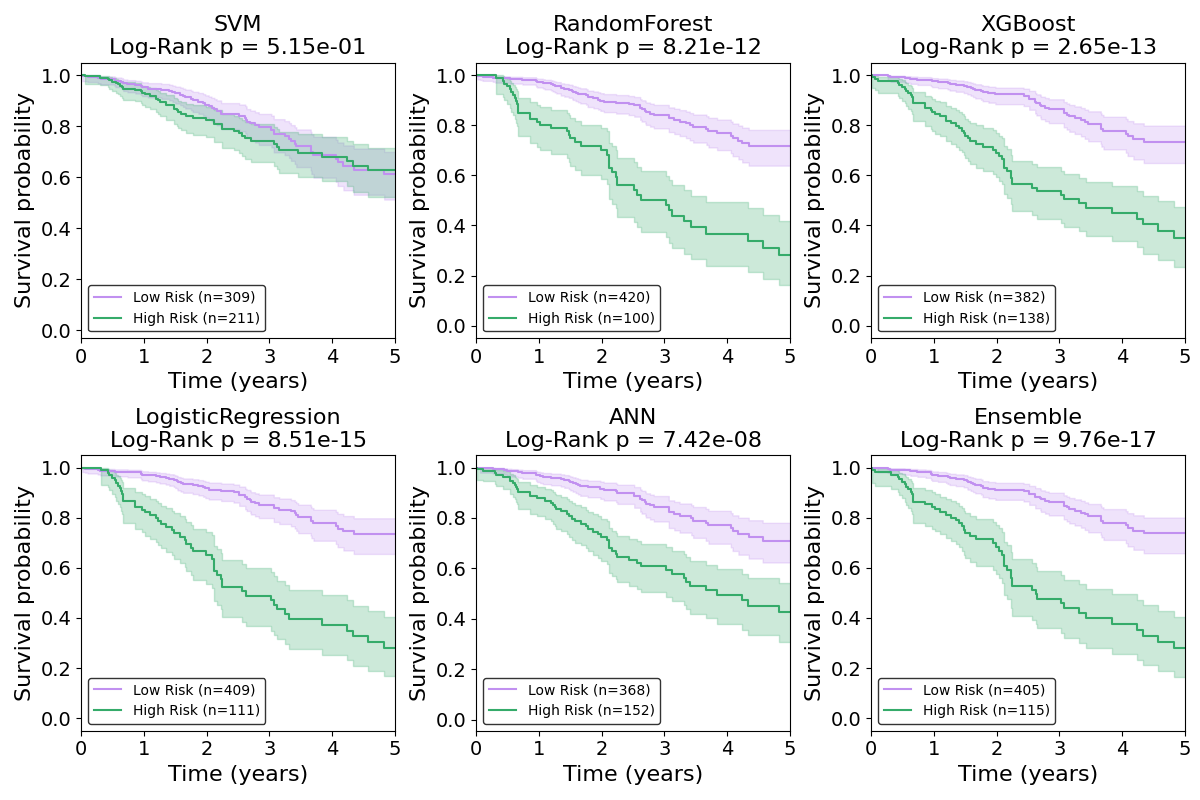 SVM
Log-Rank p = 5.15e-01
Survival probability
1.0
0.8
0.6
0.4
0.2
0.0
Low Risk (n=309)
High Risk (n=211)
0 1 2 3 4 5
Time (years)
RandomForest
Log-Rank p = 8.21e-12
Survival probability
1.0
0.8
0.6
0.4
0.2
0.0
Low Risk (n=420)
High Risk (n=100)
0 1 2 3 4 5
Time (years)
XGBoost
Log-Rank p = 2.65e-13
Survival probability
1.0
0.8
0.6
0.4
0.2
0.0
Low Risk (n=382)
High Risk (n=138)
0 1 2 3 4 5
Time (years)
LogisticRegression
Log-Rank p = 8.51e-15
Survival probability
1.0
0.8
0.6
0.4
0.2
0.0
Low Risk (n=409)
High Risk (n=111)
0 1 2 3 4 5
Time (years)
ANN
Log-Rank p = 7.42e-08
Survival probability
1.0
0.8
0.6
0.4
0.2
0.0
Low Risk (n=368)
High Risk (n=152)
0 1 2 3 4 5
Time (years)
Ensemble
Log-Rank p = 9.76e-17
Survival probability
1.0
0.8
0.6
0.4
0.2
0.0
Low Risk (n=405)
High Risk (n=115)
0 1 2 3 4 5
Time (years)